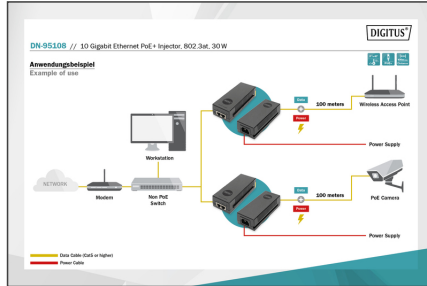 DIGITUS®
DN-95108 // 10 Gigabit Ethernet PoE+ Injector, 802.3at, 30 W
Anwendungsbeispiel
Example of use
Data
100 meters
Wireless Access Point
Power
Workstation
Power Supply
NETWORK
Modem
Non PoE
Switch
Data
100 meters
PoE Camera
Power
Power Supply
Data Cable (Cat5 or higher)
Power Cable